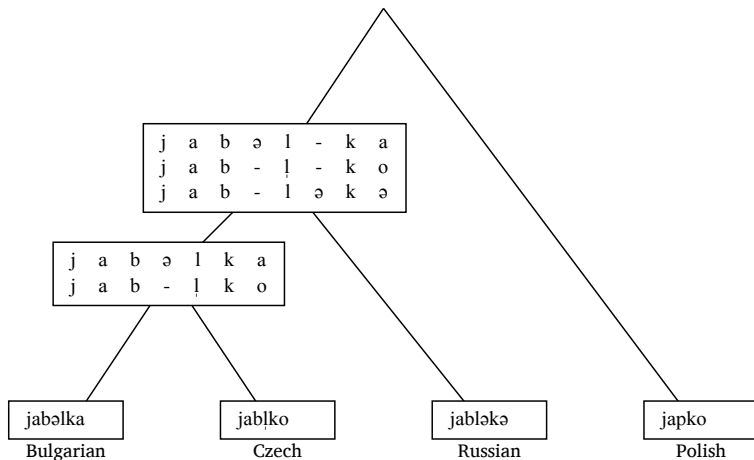 j a b ə l - k a
j a b - l̩ - k o
j a b - l ə k ə
j a b ə l k a
j a b - l̩ k o
jabəlka
jabl̩ko
jabləkə
japko
Bulgarian
Czech
Russian
Polish